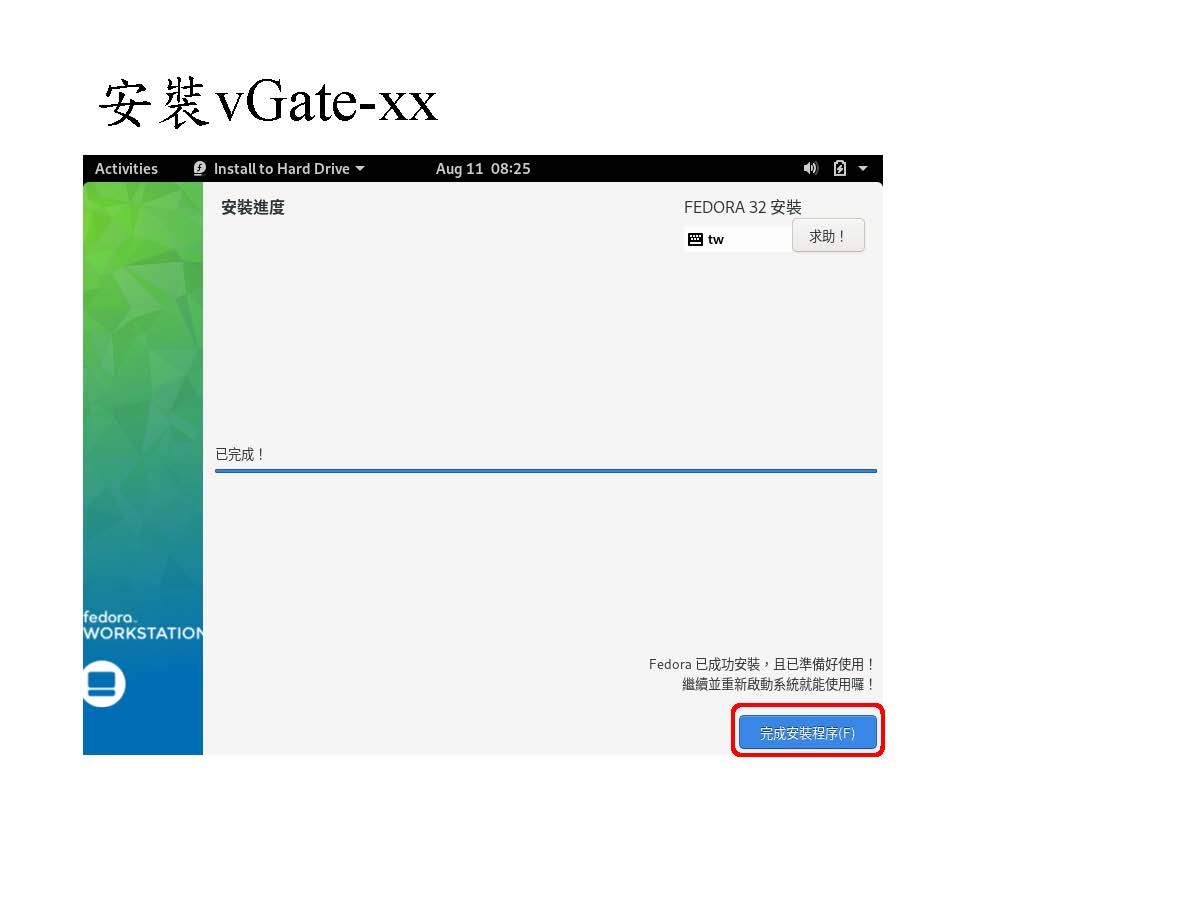 安裝vGate-xx
Activities Install to Hard Drive Aug 11 08:25
安裝進度
FEDORA 32 安裝
tw
求助！
已完成！
fedora
WORKSTATION
Fedora 已成功安裝，且已準備好使用！
繼續並重新啟動系統就能使用囉！
完成安裝程序(F)